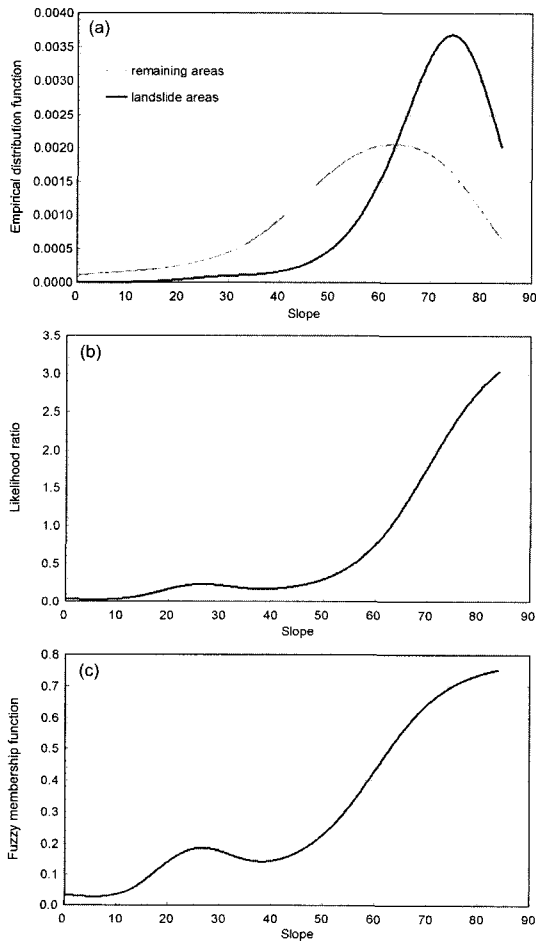 (a)
Empirical distribution function
0.0040
0.0035
0.0030
0.0025
0.0020
0.0015
0.0010
0.0005
0.0000
remaining areas
landslide areas
0 10 20 30 40 50 60 70 80 90
Slope
(b)
Likelihood ratio
3.5
3.0
2.5
2.0
1.5
1.0
0.5
0.0
0 10 20 30 40 50 60 70 80 90
Slope
(c)
Fuzzy membership function
0.8
0.7
0.6
0.5
0.4
0.3
0.2
0.1
0.0
0 10 20 30 40 50 60 70 80 90
Slope